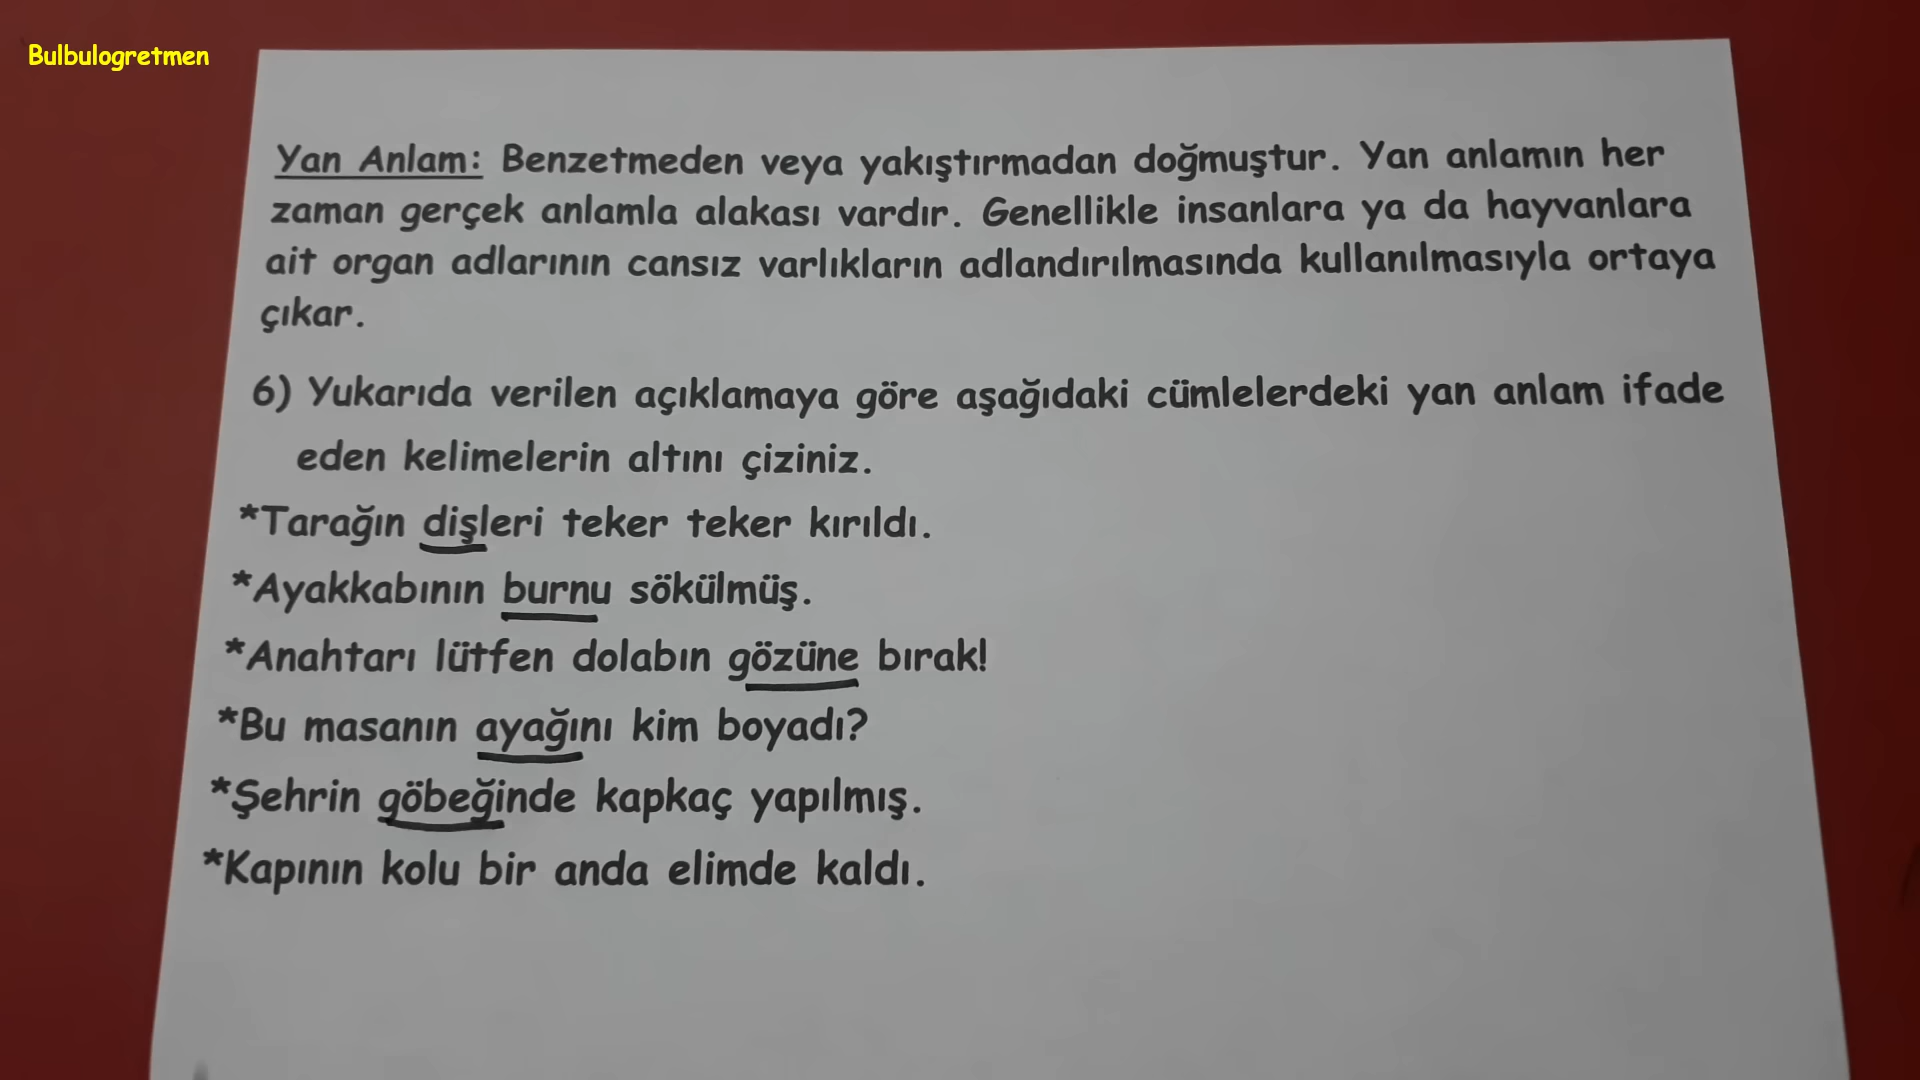 Bulbulogretmen
Yan Anlam: Benzetmeden veya yakıştırmadan doğmuştur. Yan anlamın her
zaman gerçek anlamla alakası vardır. Genellikle insanlara ya da hayvanlara
ait organ adlarının cansız varlıkların adlandırılmasında kullanılmasıyla ortaya
çıkar.
6) Yukarıda verilen açıklamaya göre aşağıdaki cümlelerdeki yan anlam ifade
eden kelimelerin altını çiziniz.
*Tarağın dişleri teker teker kırıldı.
*Ayakkabının burnu sökülmüş.
*Anahtarı lütfen dolabın gözüne bırak!
*Bu masanın ayağını kim boyadı?
*Şehrin göbeğinde kapkaç yapılmış.
*Kapının kolu bir anda elimde kaldı.